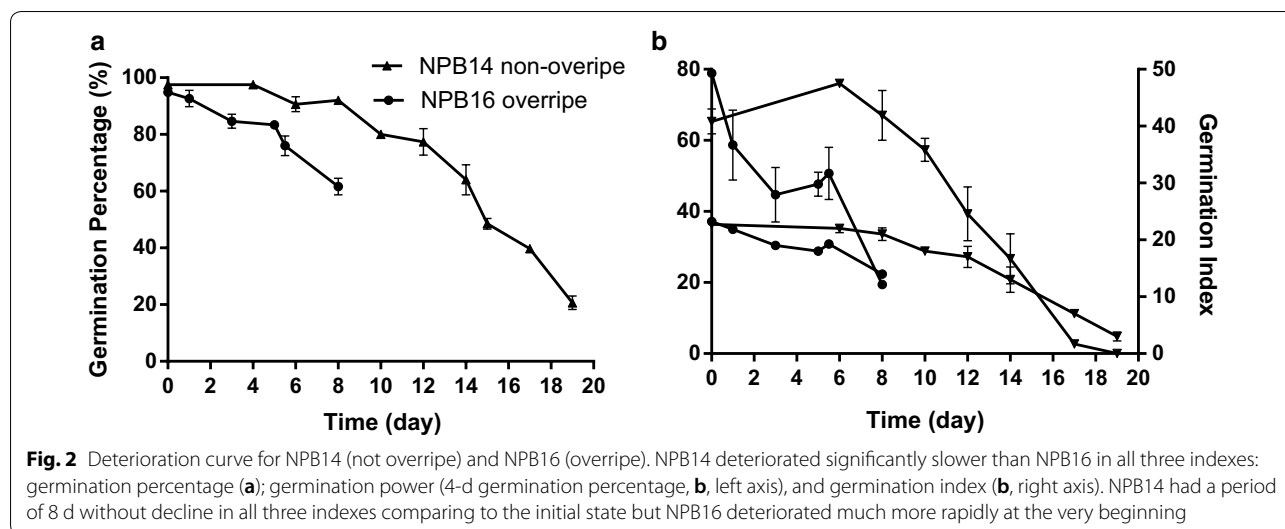 a
NPB14 non-overipe
NPB16 overripe
Germination Percentage (%)
100
80
60
40
20
0
0 2 4 6 8 10 12 14 16 18 20
Time (day)
b
80
60
40
20
0
50
40
30
20
10
0
Germination Index
0 2 4 6 8 10 12 14 16 18 20
Time (day)
Fig. 2 Deterioration curve for NPB14 (not overripe) and NPB16 (overripe). NPB14 deteriorated significantly slower than NPB16 in all three indexes:
germination percentage (a); germination power (4-d germination percentage, b, left axis), and germination index (b, right axis). NPB14 had a period
of 8 d without decline in all three indexes comparing to the initial state but NPB16 deteriorated much more rapidly at the very beginning